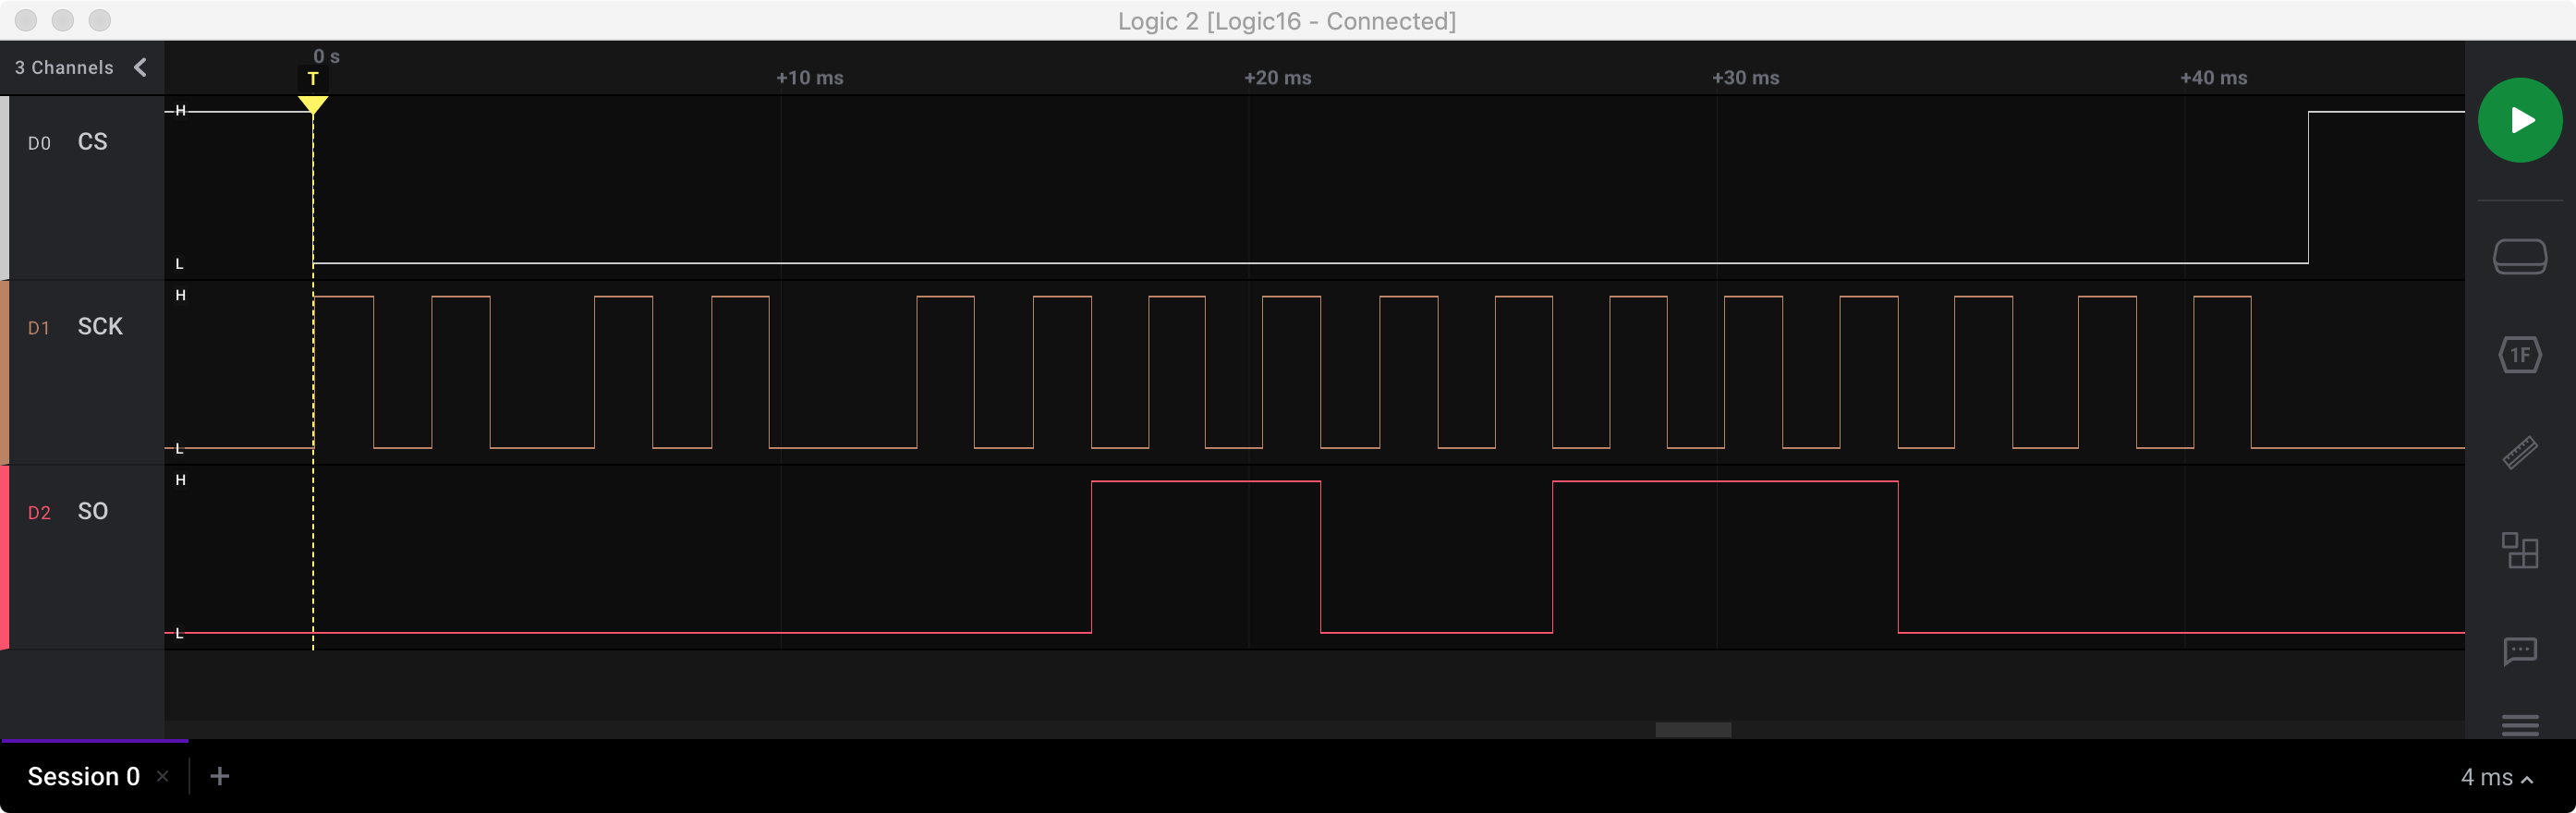 Logic 2 [Logic16 - Connected]
3 Channels
0 s
T
+10 ms
+20 ms
+30 ms
+40 ms
H
D0 CS
L
H
D1 SCK
L
H
D2 SO
L
1F
Session 0
4 ms